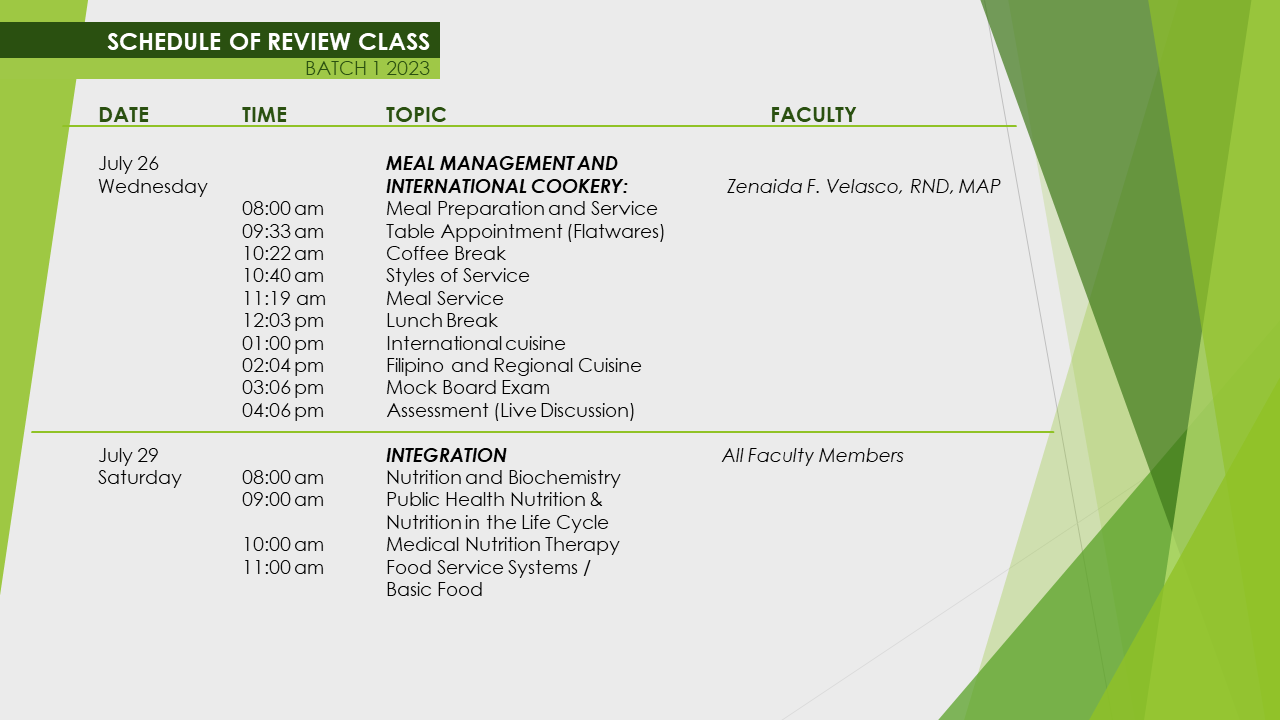 SCHEDULE OF REVIEW CLASS
BATCH 1 2023
DATE TIME TOPIC FACULTY
July 26 MEAL MANAGEMENT AND
Wednesday INTERNATIONAL COOKERY: Zenaida F. Velasco, RND, MAP
08:00 am Meal Preparation and Service
09:33 am Table Appointment (Flatwares)
10:22 am Coffee Break
10:40 am Styles of Service
11:19 am Meal Service
12:03 pm Lunch Break
01:00 pm International cuisine
02:04 pm Filipino and Regional Cuisine
03:06 pm Mock Board Exam
04:06 pm Assessment (Live Discussion)
July 29 INTEGRATION All Faculty Members
Saturday 08:00 am Nutrition and Biochemistry
09:00 am Public Health Nutrition &
Nutrition in the Life Cycle
10:00 am Medical Nutrition Therapy
11:00 am Food Service Systems /
Basic Food